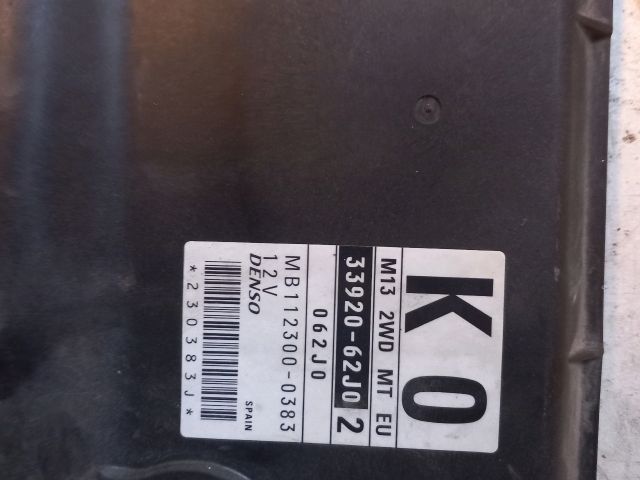 K0
M13 2WD MT EU
33920-62J0 2
062J0
MB112300-0383
12V
DENSO
SPAIN
*230383J*